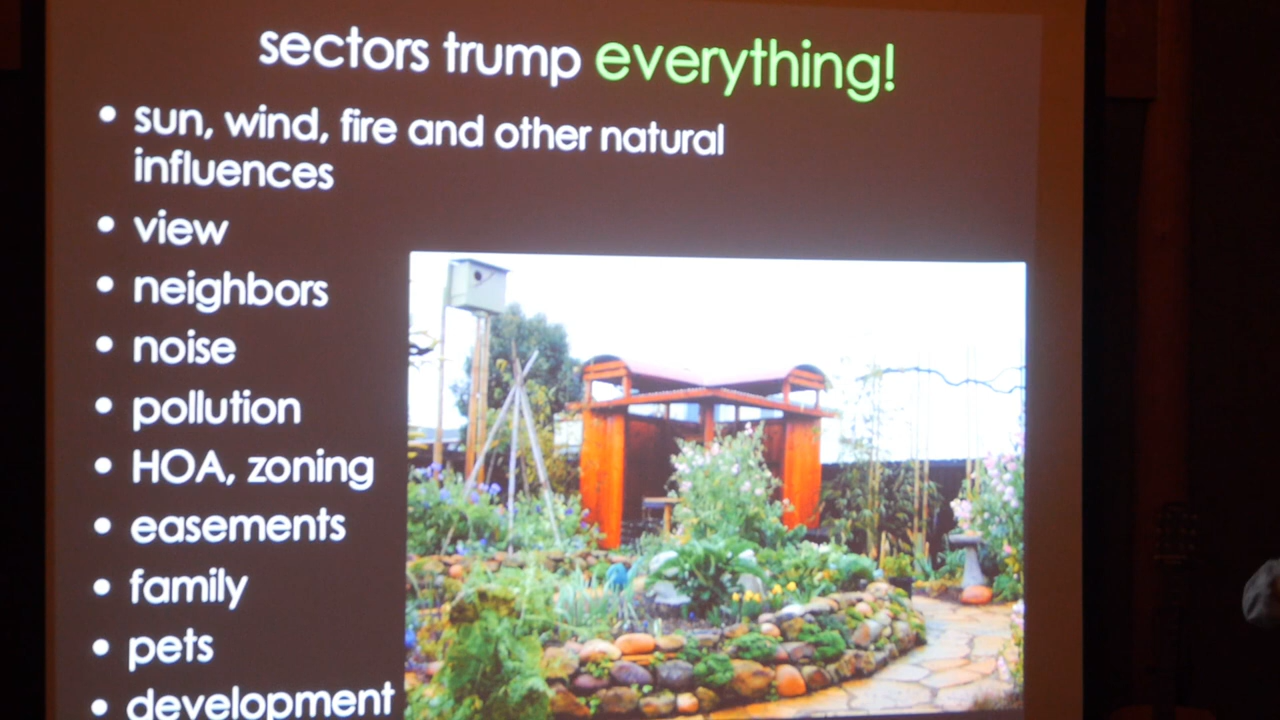 sectors trump everything!
• sun, wind, fire and other natural
influences
• view
• neighbors
• noise
• pollution
• HOA, zoning
• easements
• family
• pets
• development